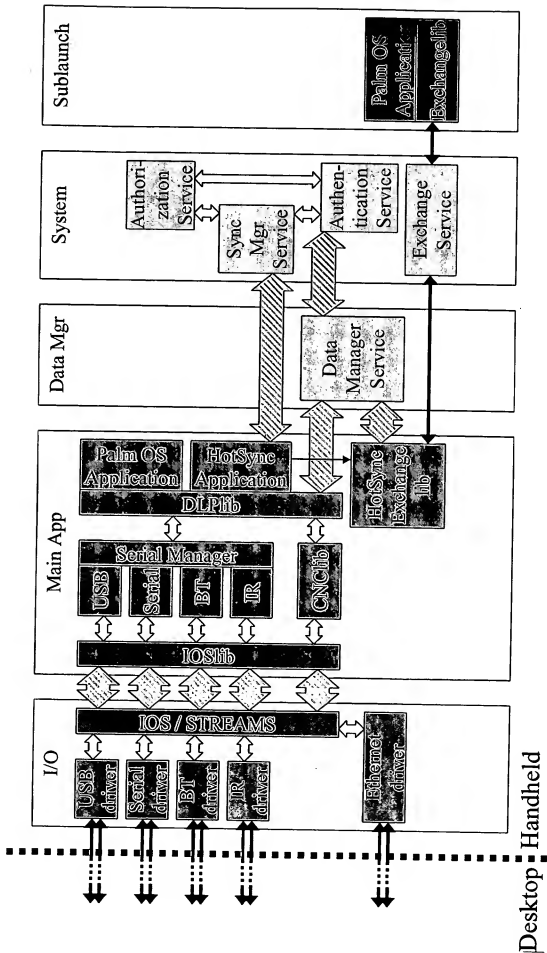 I/O
Main App
Data Mgr
System
Sublaunch
USB
driver
Serial
driver
BT
driver
IR
driver
Ethernet
driver
IOS / STREAMS
IOSlib
USB
Serial
BT
IR
Serial Manager
CNClib
DLPlib
Palm OS
Application
HotSync
Application
HotSync
Exchange
lib
Data
Manager
Service
Authori-
zation
Service
Sync
Mgr
Service
Authen-
tication
Service
Exchange
Service
Palm OS
Application
Exchangelib
Desktop
Handheld